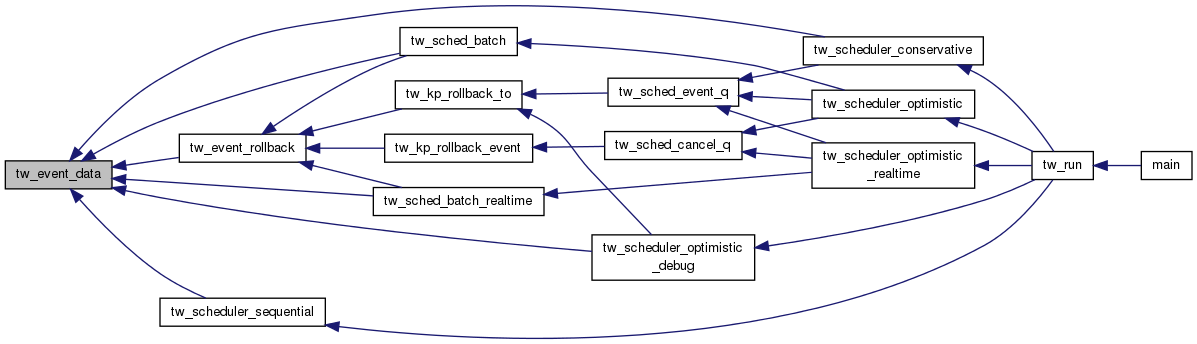 tw_event_data
tw_sched_batch
tw_event_rollback
tw_kp_rollback_to
tw_kp_rollback_event
tw_sched_batch_realtime
tw_scheduler_sequential
tw_sched_event_q
tw_sched_cancel_q
tw_scheduler_optimistic
_debug
tw_scheduler_conservative
tw_scheduler_optimistic
tw_scheduler_optimistic
_realtime
tw_run
main